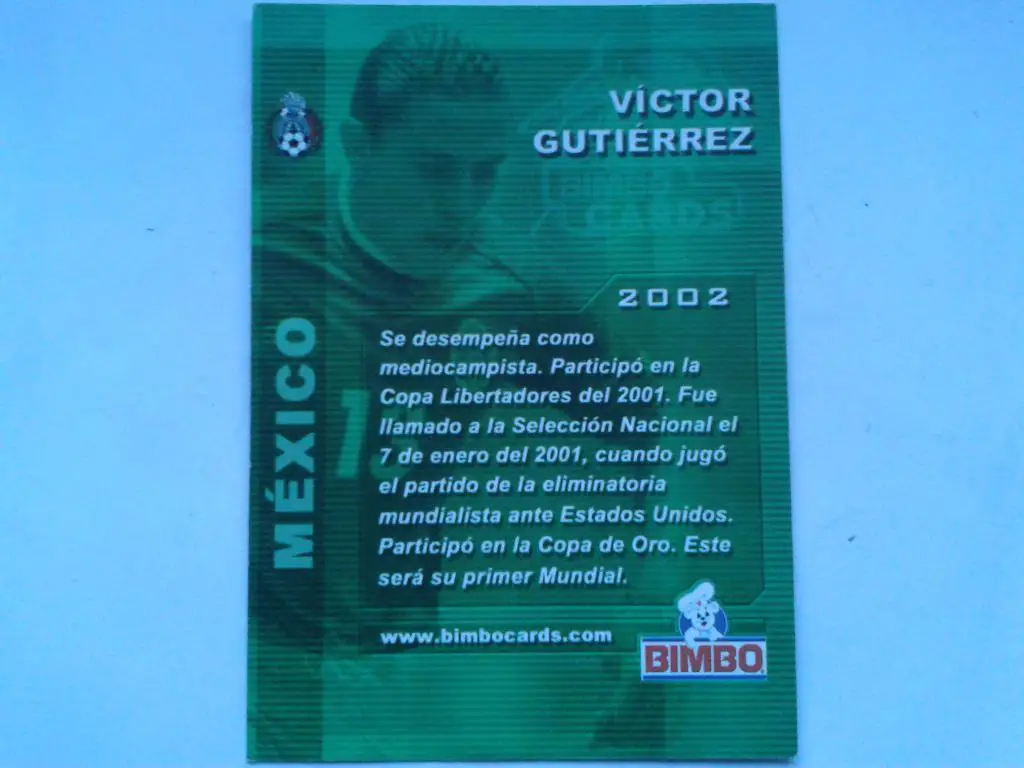 VÍCTOR
GUTIÉRREZ
CARDS
2002
MÉXICO
Se desempeña como
mediocampista. Participó en la
Copa Libertadores del 2001. Fue
llamado a la Selección Nacional el
7 de enero del 2001, cuando jugó
el partido de la eliminatoria
mundialista ante Estados Unidos.
Participó en la Copa de Oro. Este
será su primer Mundial.
www.bimbocards.com
BIMBO